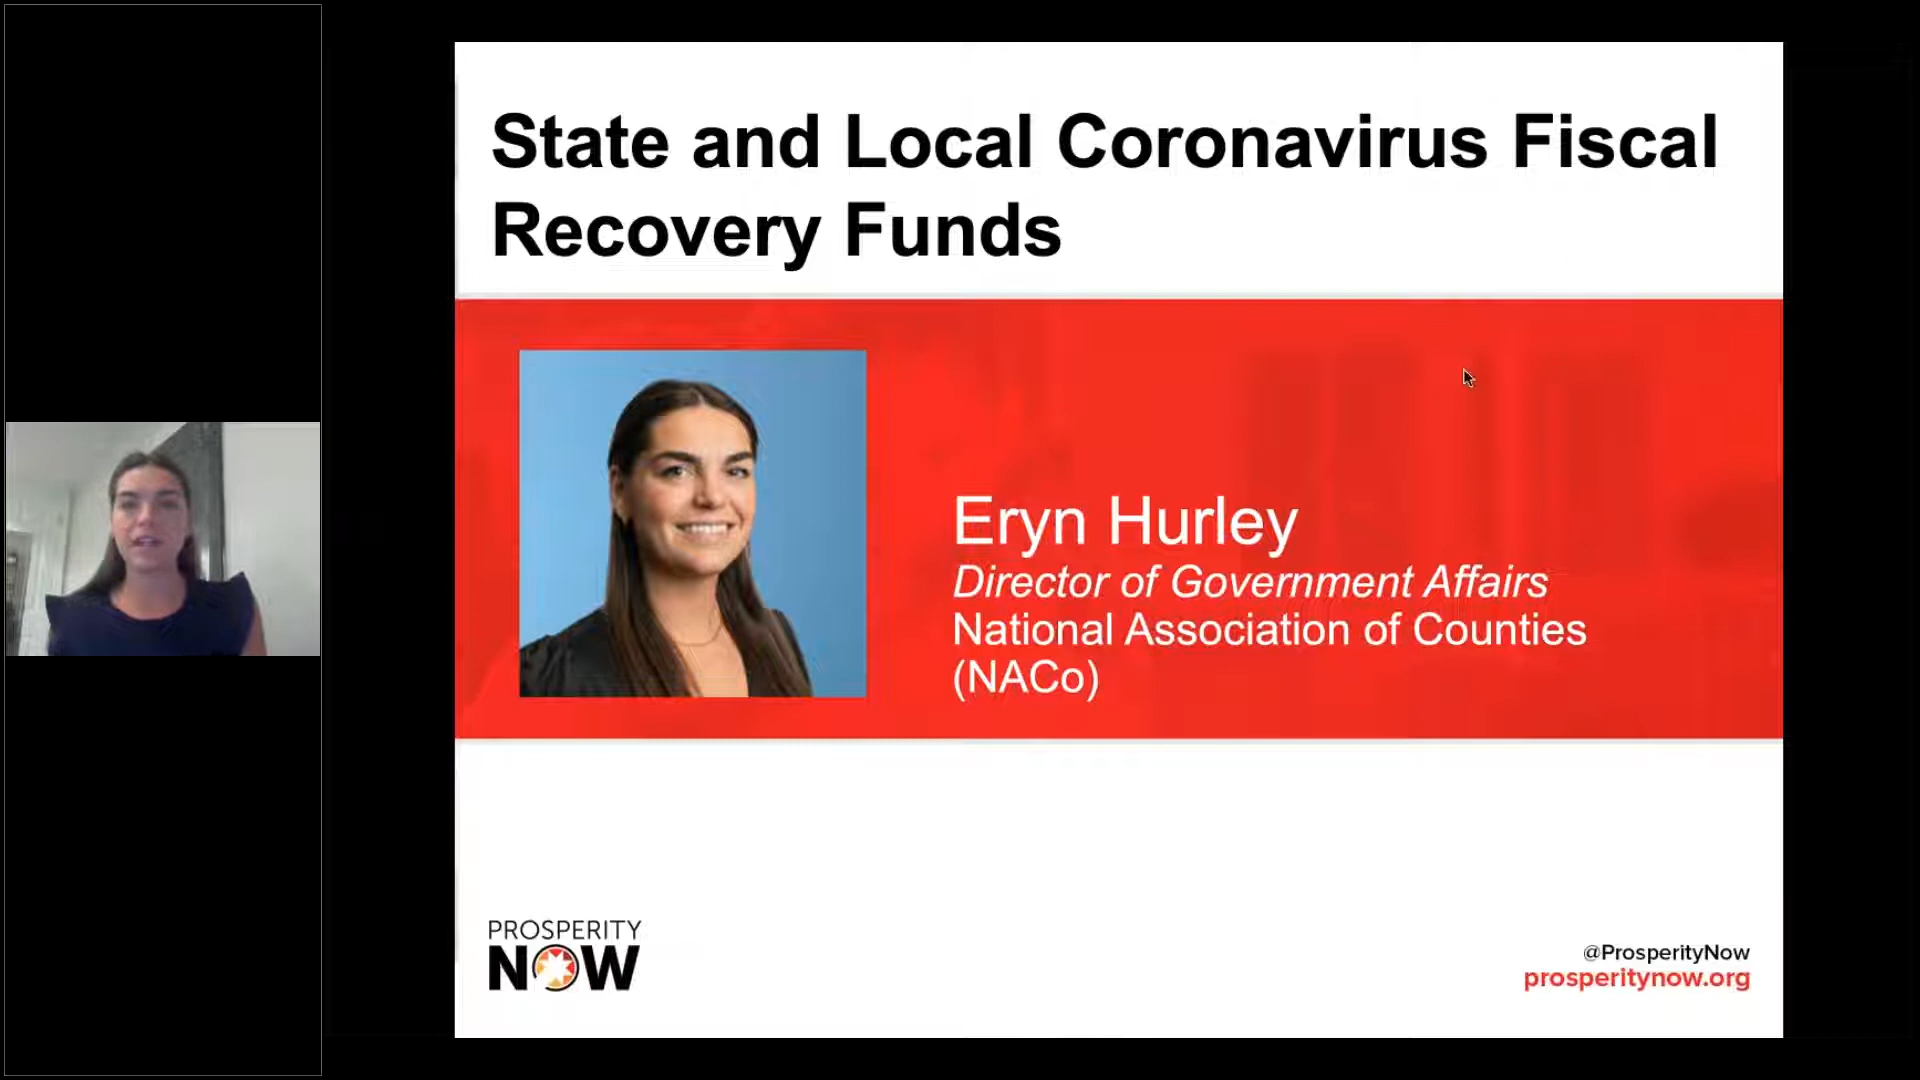 State and Local Coronavirus Fiscal
Recovery Funds
Eryn Hurley
Director of Government Affairs
National Association of Counties
(NACo)
PROSPERITY
NOW
@ProsperityNow
prosperitynow.org